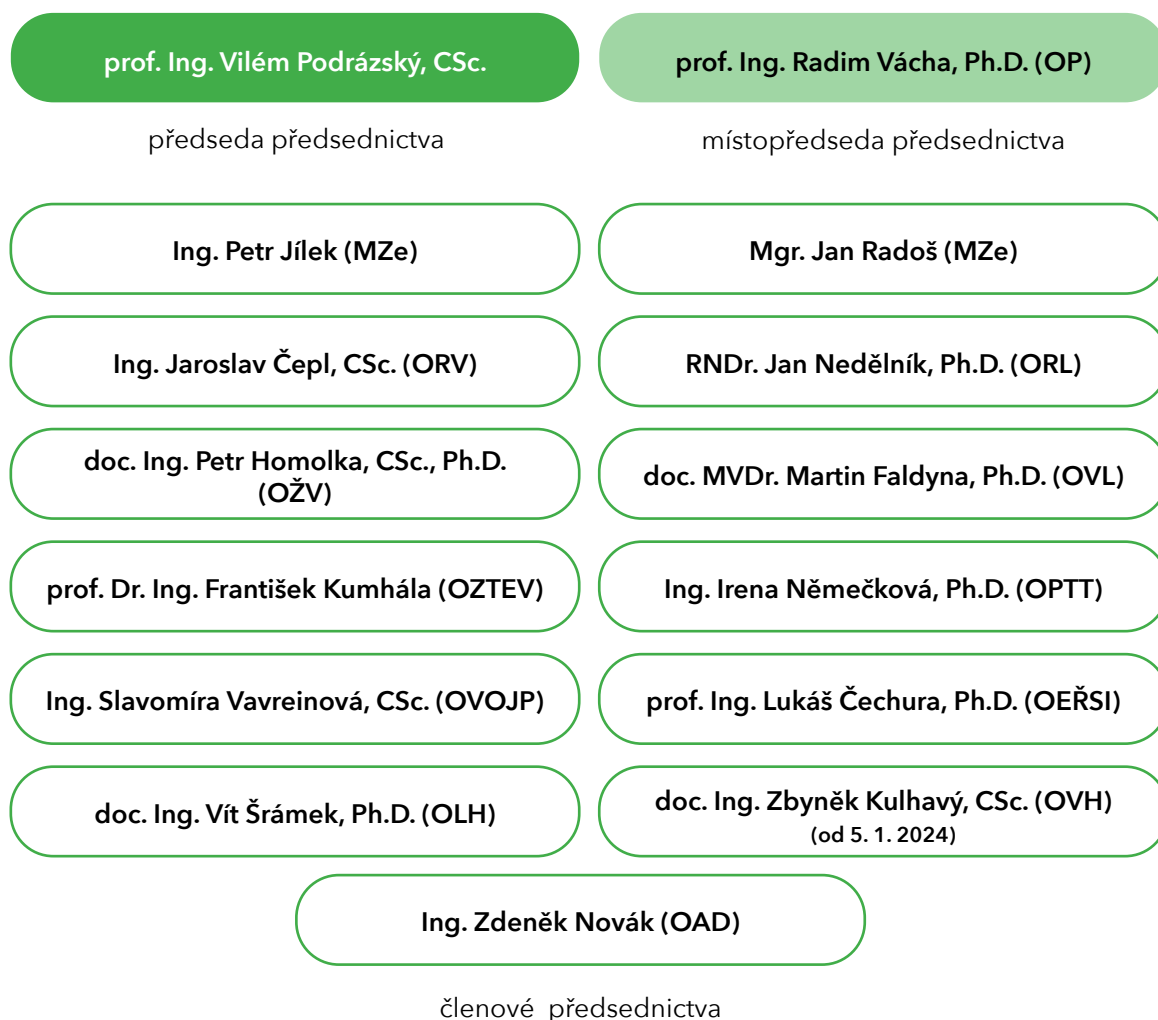 prof. Ing. Vilém Podrázský, CSc.
prof. Ing. Radim Vácha, Ph.D. (OP)
předseda předsednictva
místopředseda předsednictva
Ing. Petr Jílek (MZe)
Mgr. Jan Radoš (MZe)
Ing. Jaroslav Čepl, CSc. (ORV)
RNDr. Jan Nedělník, Ph.D. (ORL)
doc. Ing. Petr Homolka, CSc., Ph.D.
(OŽV)
doc. MVDr. Martin Faldyna, Ph.D. (OVL)
prof. Dr. Ing. František Kumhála (OZTEV)
Ing. Irena Němečková, Ph.D. (OPTT)
Ing. Slavomíra Vavreinová, CSc. (OVOJP)
prof. Ing. Lukáš Čechura, Ph.D. (OEŘSI)
doc. Ing. Vít Šrámek, Ph.D. (OLH)
doc. Ing. Zbyněk Kulhavý, CSc. (OVH)
(od 5. 1. 2024)
Ing. Zdeněk Novák (OAD)
členové předsednictva